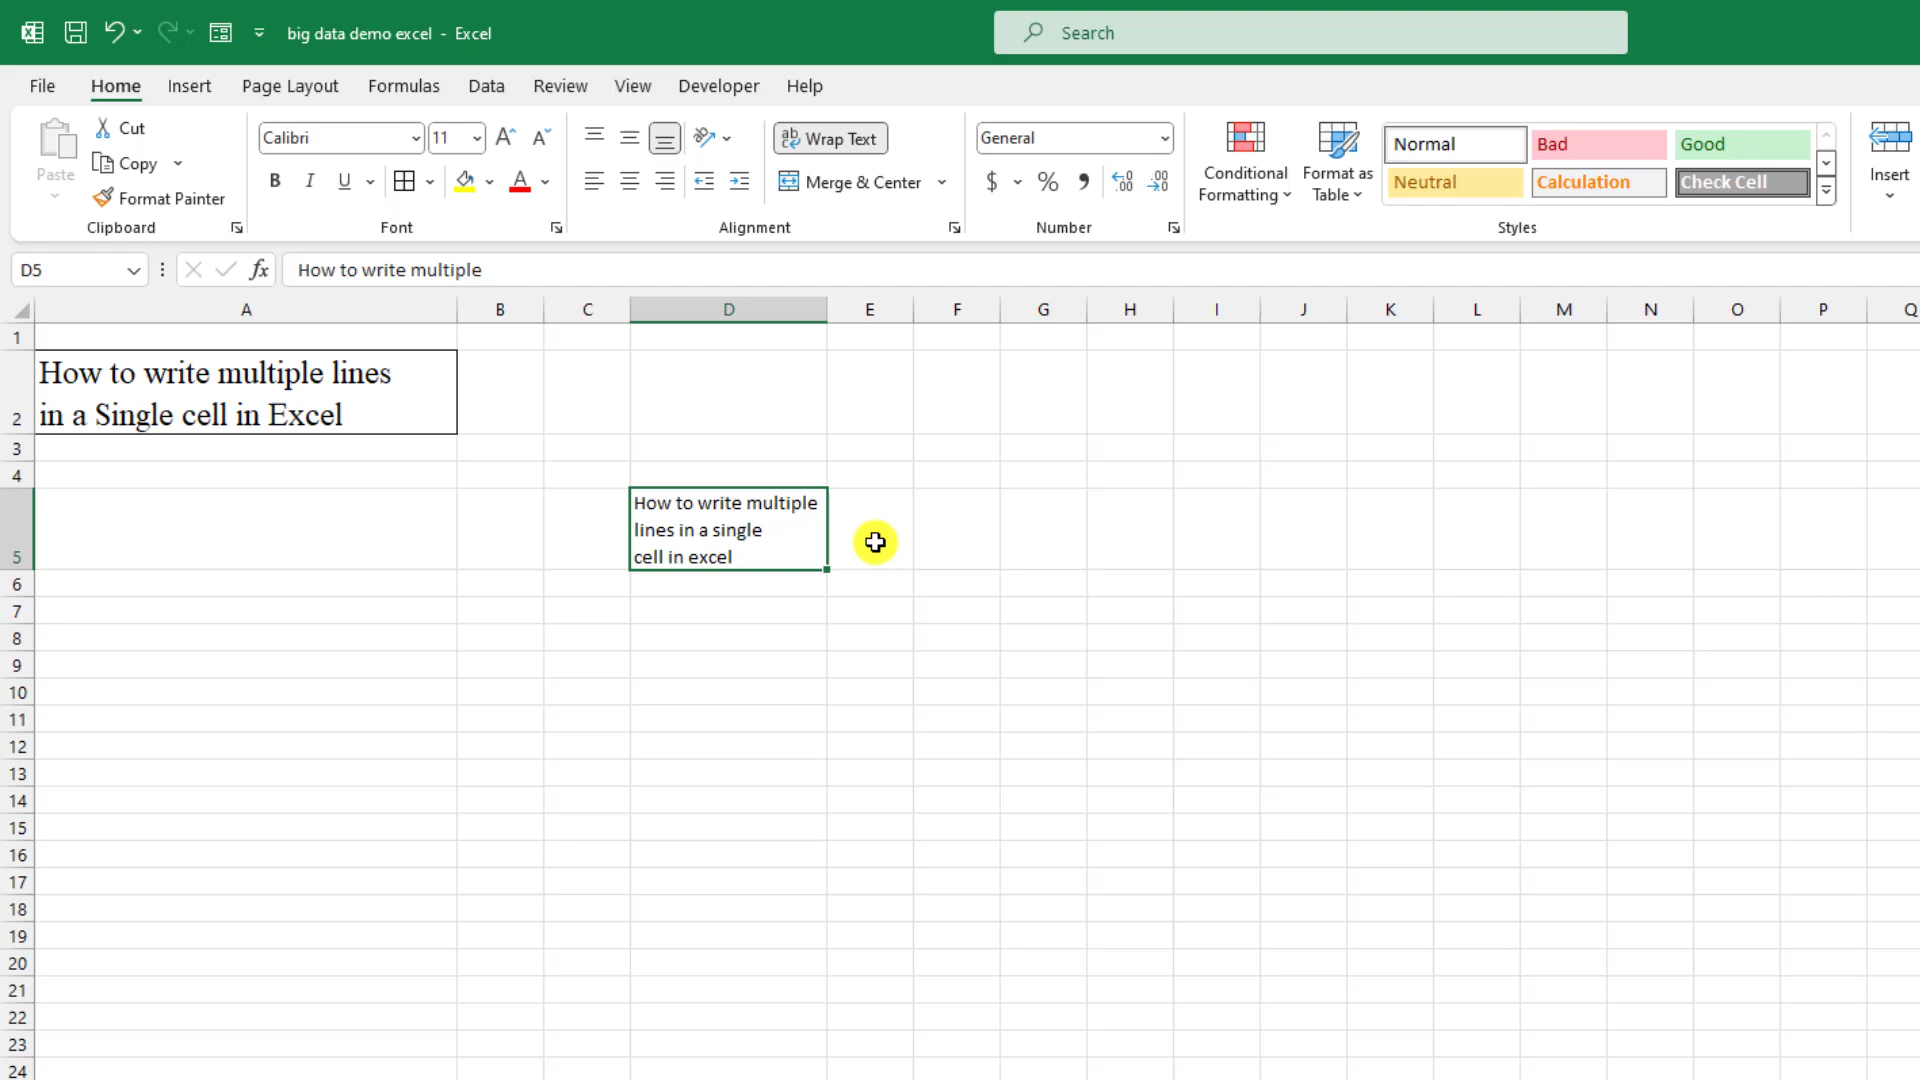 big data demo excel - Excel
Search
File Home Insert Page Layout Formulas Data Review View Developer Help
Paste
Cut
Copy
Format Painter
Clipboard
Calibri 11
B I U
Font
Wrap Text
Merge & Center
Alignment
General
$ % ,
Number
Conditional Formatting
Format as Table
Normal Bad Good
Neutral Calculation Check Cell
Styles
Insert
D5 fx How to write multiple
A B C D E F G H I J K L M N O P Q
1
2
How to write multiple lines
in a Single cell in Excel
3
4
5
How to write multiple
lines in a single
cell in excel
6
7
8
9
10
11
12
13
14
15
16
17
18
19
20
21
22
23
24